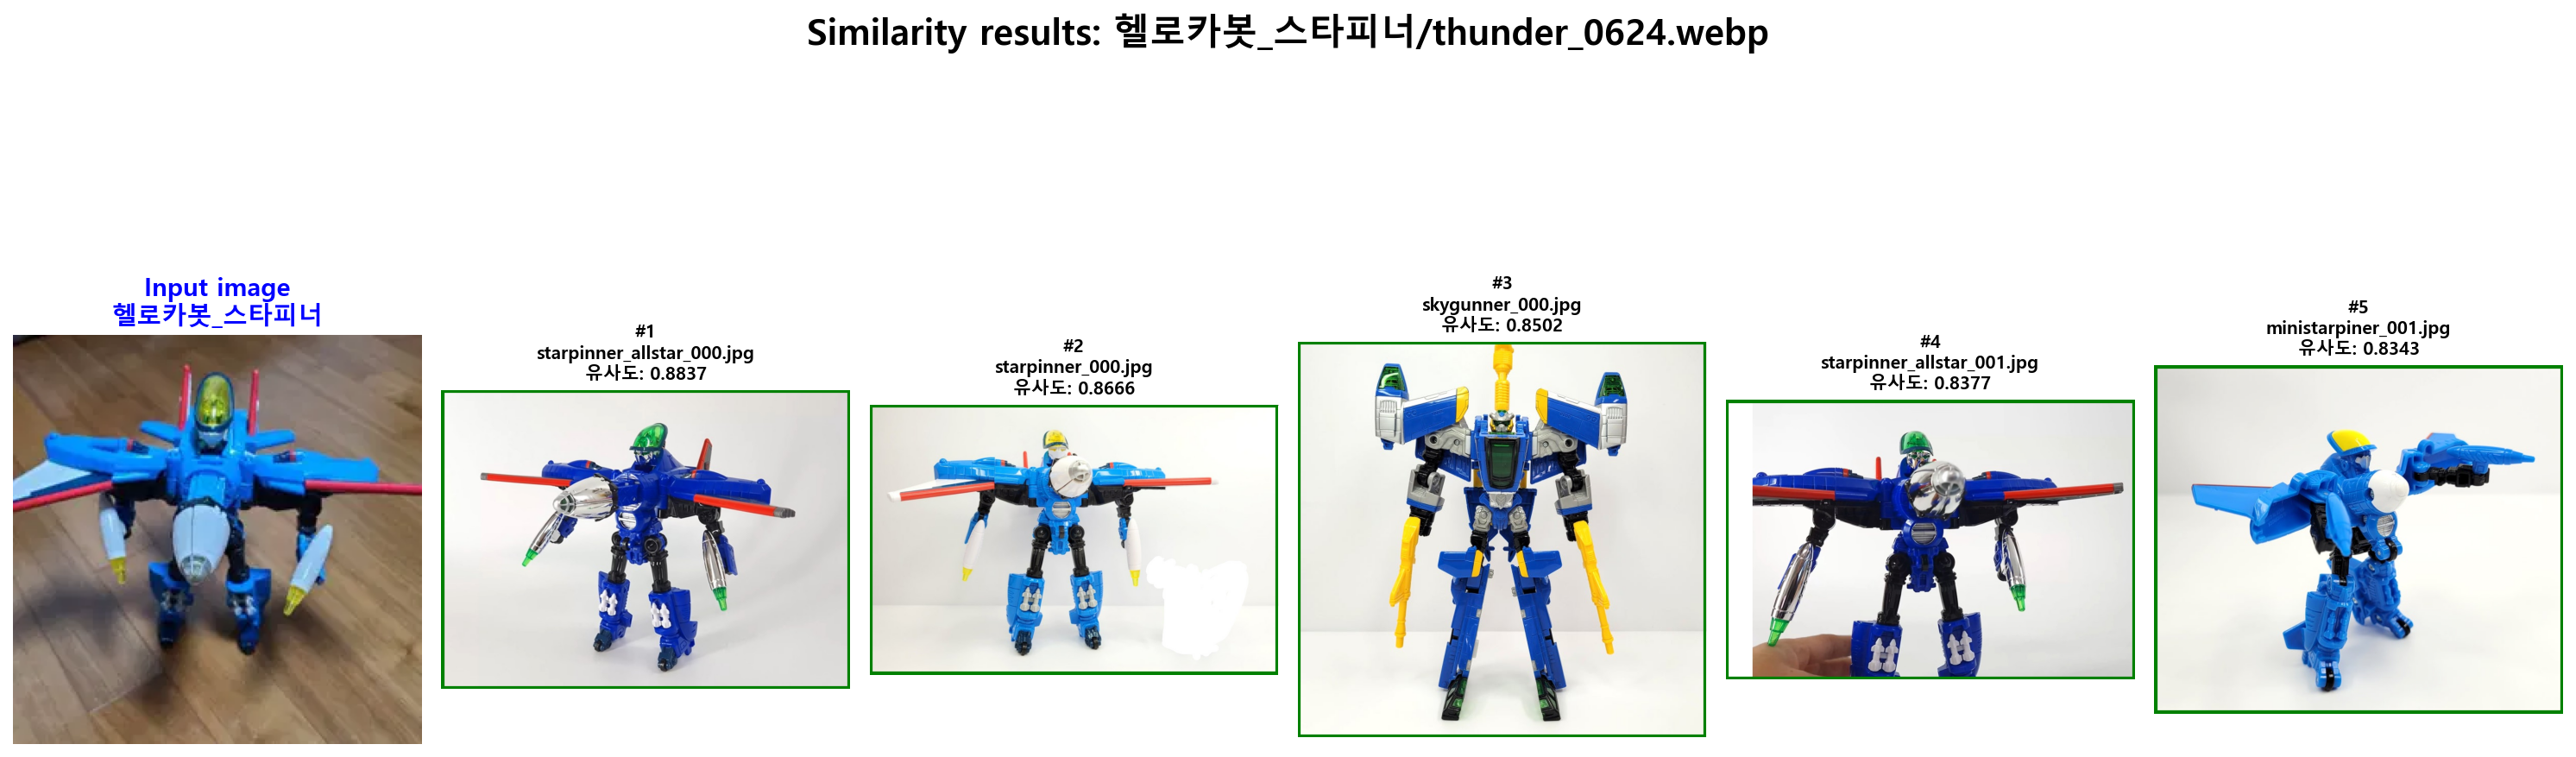 Similarity results: 헬로카봇_스타피너/thunder_0624.webp
Input image
헬로카봇_스타피너
#1
starpinner_allstar_000.jpg
유사도: 0.8837
#2
starpinner_000.jpg
유사도: 0.8666
#3
skygunner_000.jpg
유사도: 0.8502
#4
starpinner_allstar_001.jpg
유사도: 0.8377
#5
ministarpiner_001.jpg
유사도: 0.8343